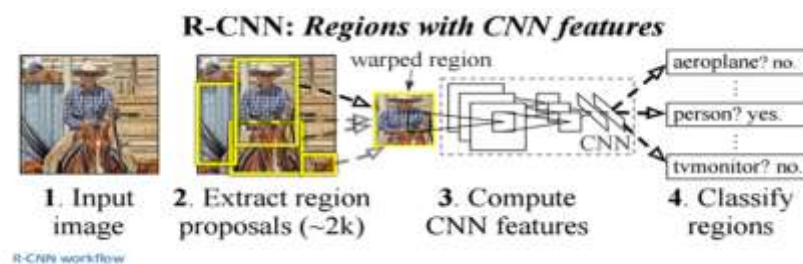 R-CNN: Regions with CNN features
warped region
aeroplane? no.
person? yes.
tvmonitor? no.
CNN
1. Input
image
2. Extract region
proposals (~2k)
3. Compute
CNN features
4. Classify
regions
R-CNN workflow